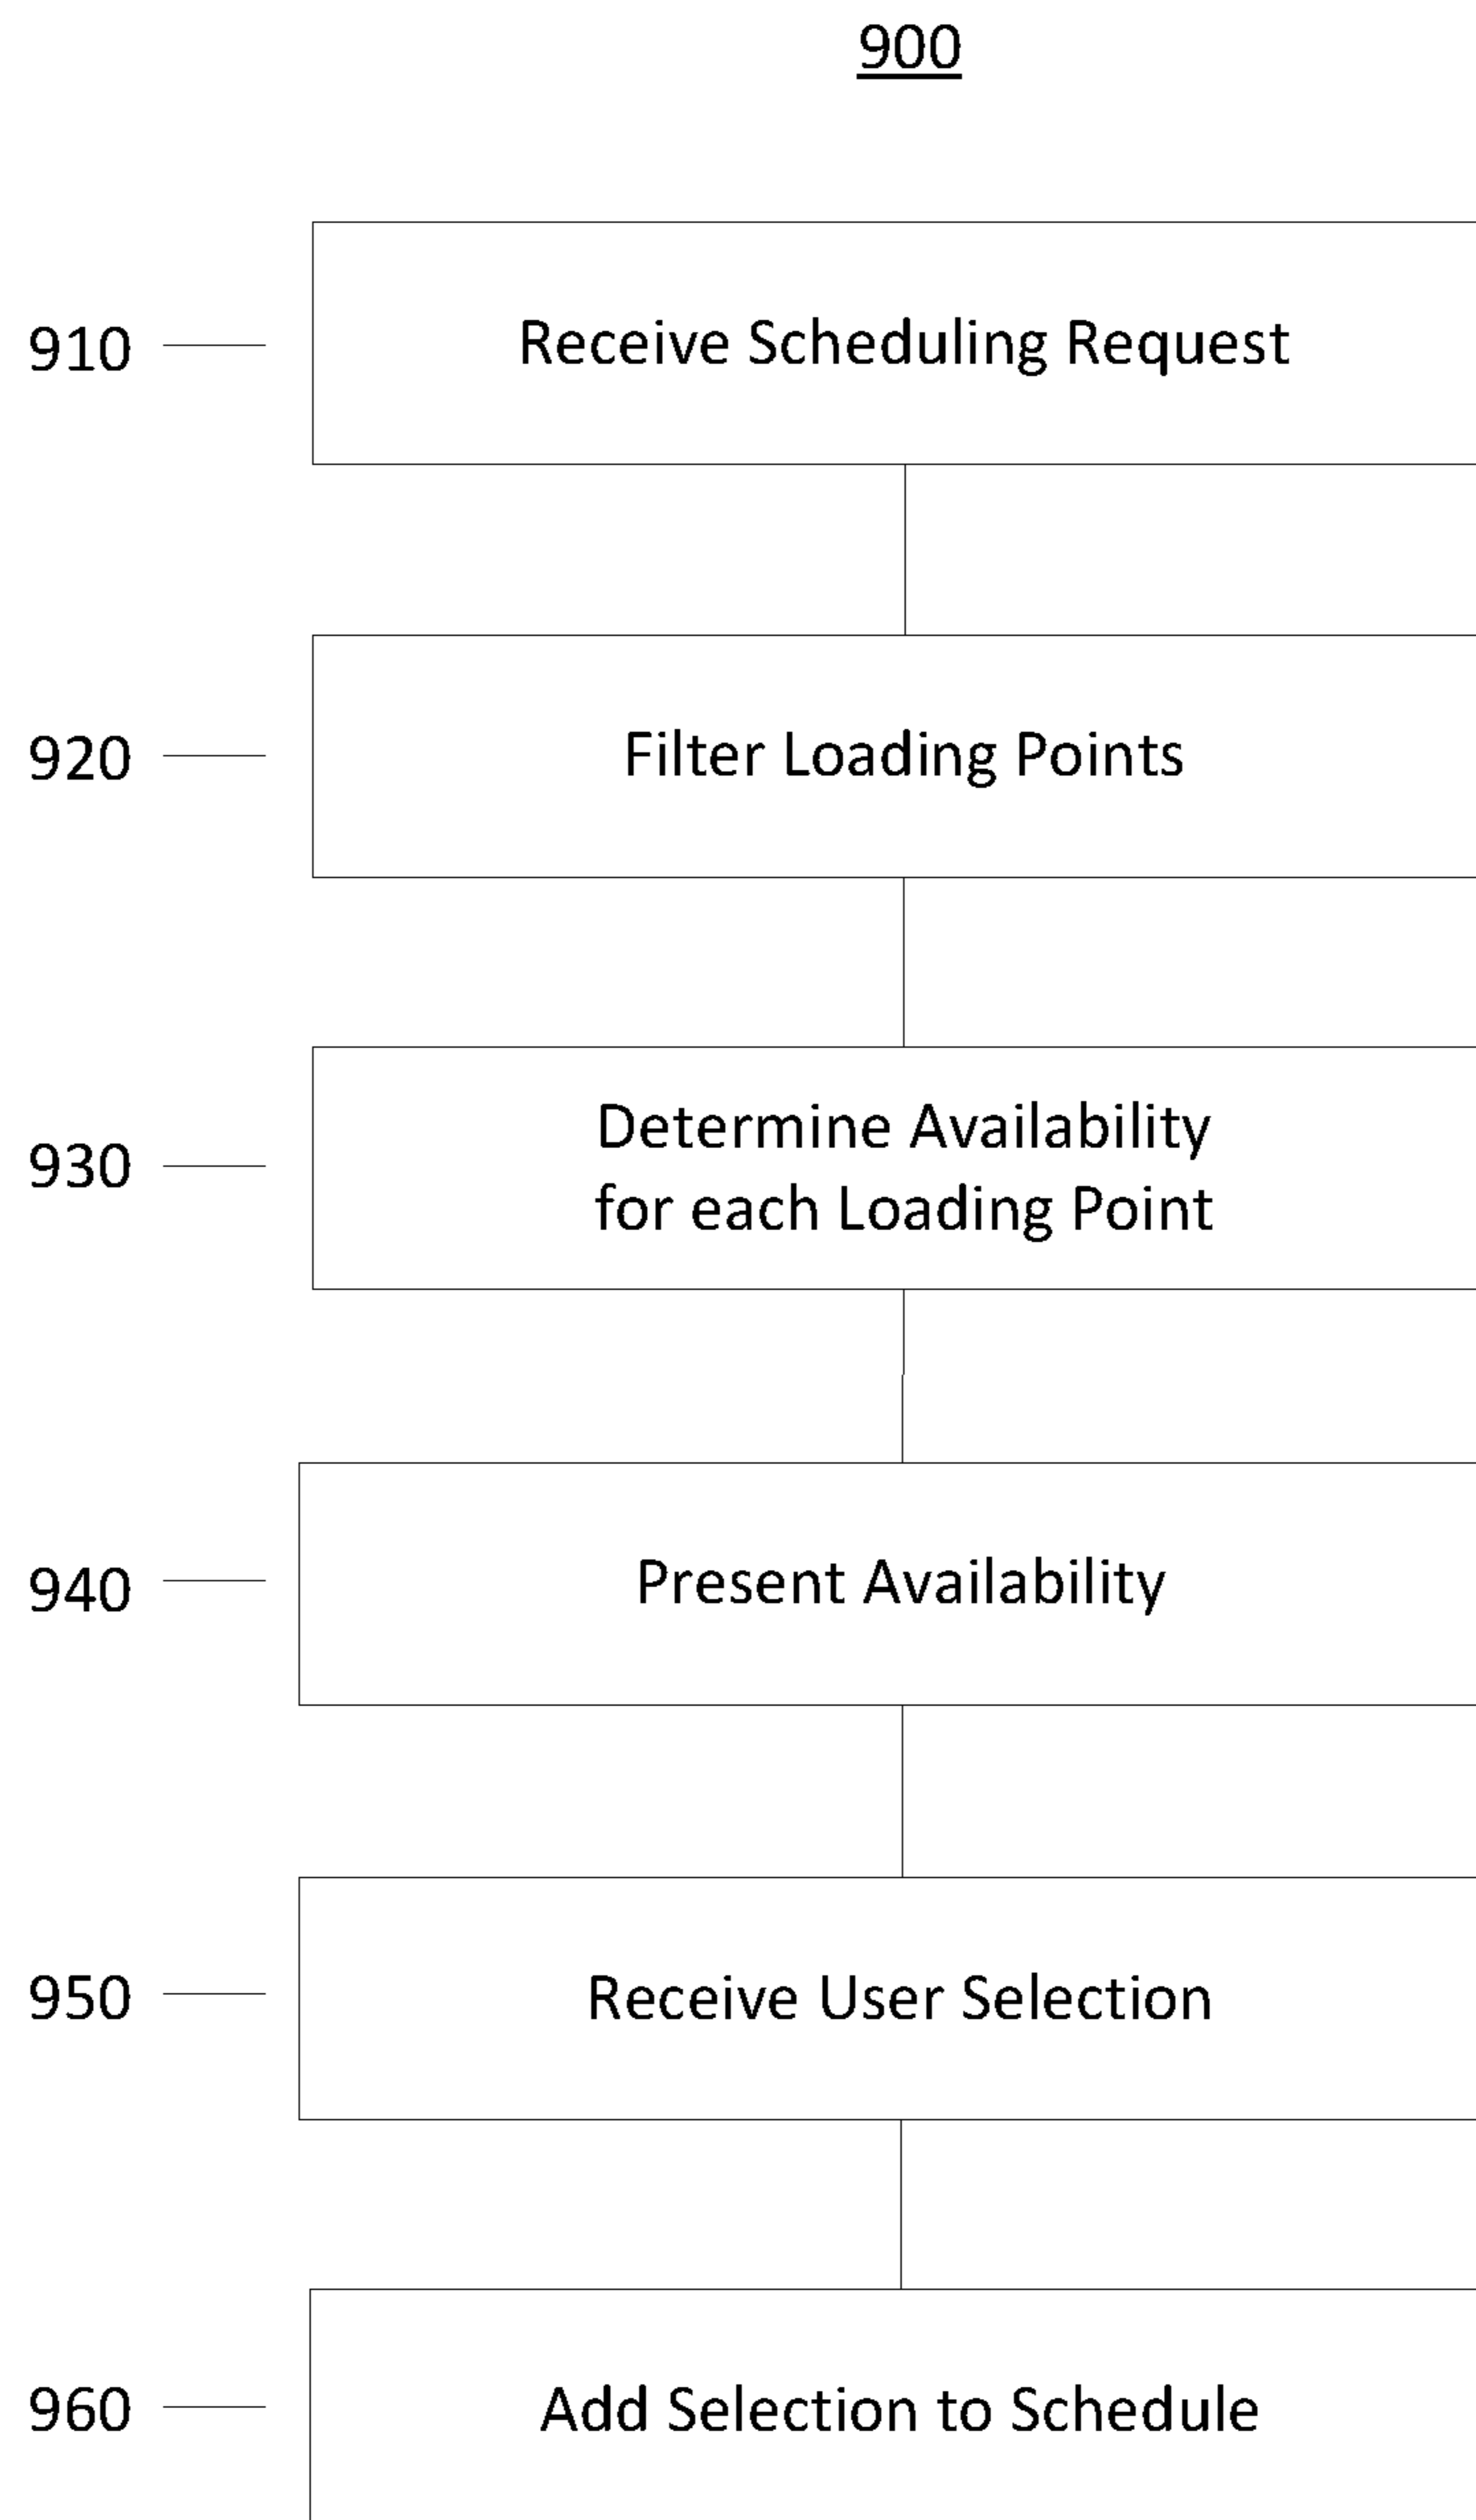 900
910
Receive Scheduling Request
920
Filter Loading Points
930
Determine Availability
for each Loading Point
940
Present Availability
950
Receive User Selection
960
Add Selection to Schedule